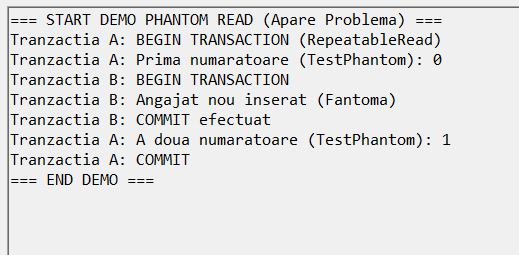 === START DEMO PHANTOM READ (Apare Problema) ===
Tranzactia A: BEGIN TRANSACTION (RepeatableRead)
Tranzactia A: Prima numaratoare (TestPhantom): 0
Tranzactia B: BEGIN TRANSACTION
Tranzactia B: Angajat nou inserat (Fantoma)
Tranzactia B: COMMIT efectuat
Tranzactia A: A doua numaratoare (TestPhantom): 1
Tranzactia A: COMMIT
=== END DEMO ===